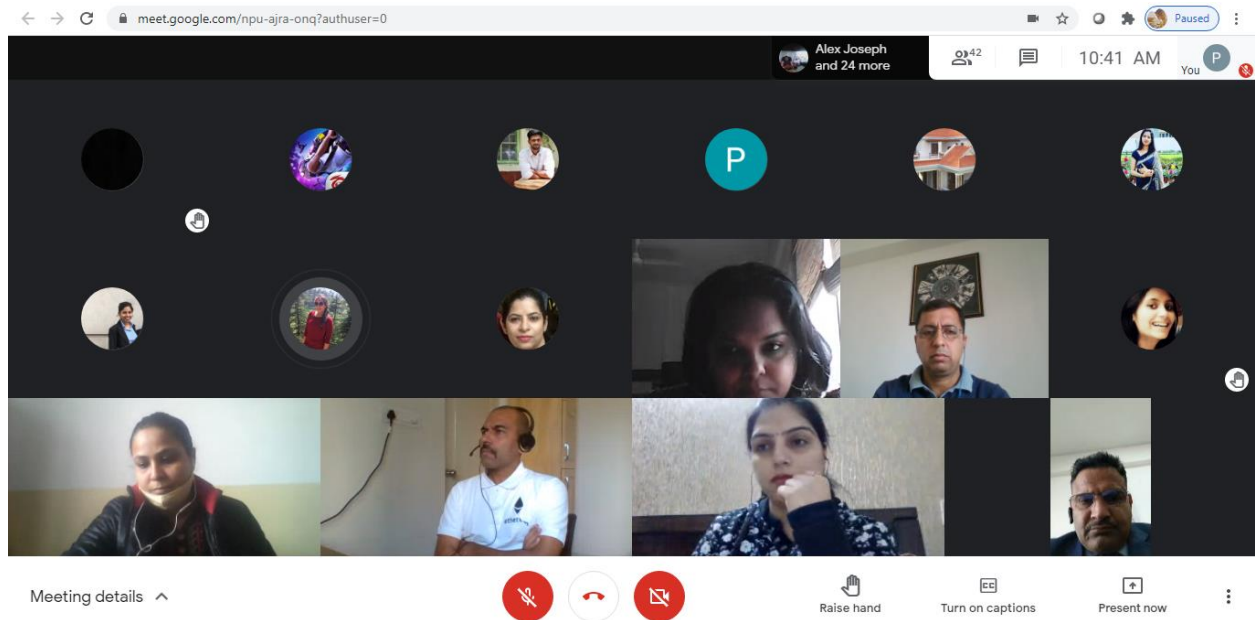 meet.google.com/npu-ajra-onq?authuser=0
Paused
Alex Joseph
and 24 more
42
10:41 AM
You
P
P
Meeting details
Raise hand
CC
Turn on captions
Present now